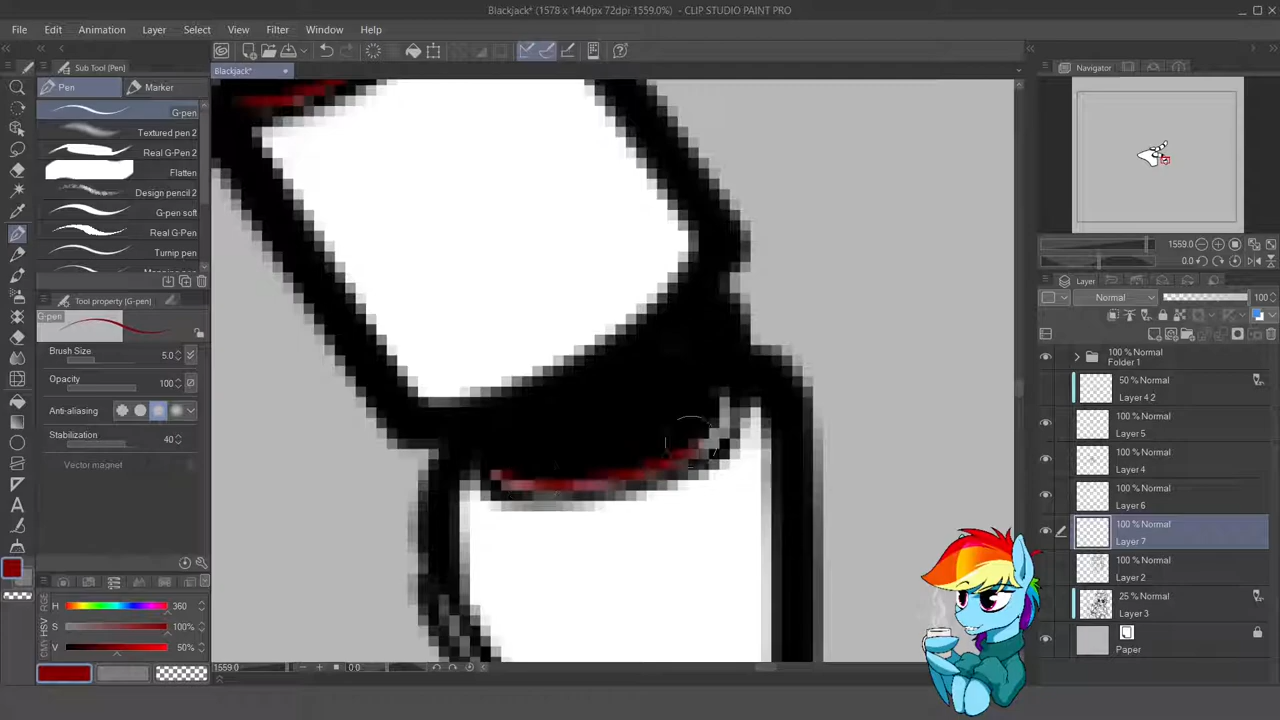 Blackjack* (1578 x 1440px 72dpi 1559.0%) - CLIP STUDIO PAINT PRO
File Edit Animation Layer Select View Filter Window Help
Sub Tool [Pen]
Blackjack*
Navigator
Pen Marker
G-pen
Textured pen 2
Real G-Pen 2
Flatten
Design pencil 2
G-pen soft
Real G-Pen
Turnip pen
1559.0
0.0
Layer
Tool property [G-pen]
Normal 100
G-pen
Brush Size 5.0
Opacity 100
Anti-aliasing
Stabilization 40
Vector magnet
100 % Normal
Folder 1
50 % Normal
Layer 4 2
100 % Normal
Layer 5
100 % Normal
Layer 4
100 % Normal
Layer 6
100 % Normal
Layer 7
100 % Normal
Layer 2
25 % Normal
Layer 3
Paper
H 360
S 100%
V 50%
HSV
1559.0 0.0